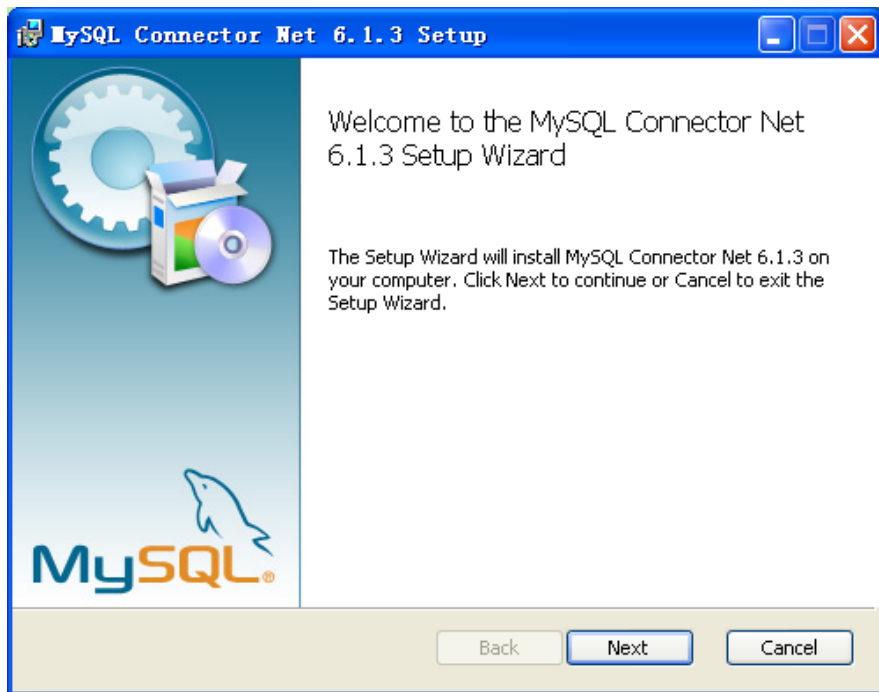 MySQL Connector Net 6.1.3 Setup
Welcome to the MySQL Connector Net
6.1.3 Setup Wizard
The Setup Wizard will install MySQL Connector Net 6.1.3 on
your computer. Click Next to continue or Cancel to exit the
Setup Wizard.
MySQL®
Back
Next
Cancel